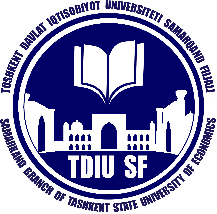 TOSHKENT DAVLAT IQTISODIYOT UNIVERSITETI SAMARQAND FILIALI
TDIU SF
SAMARKAND BRANCH OF TASHKENT STATE UNIVERSITY OF ECONOMICS